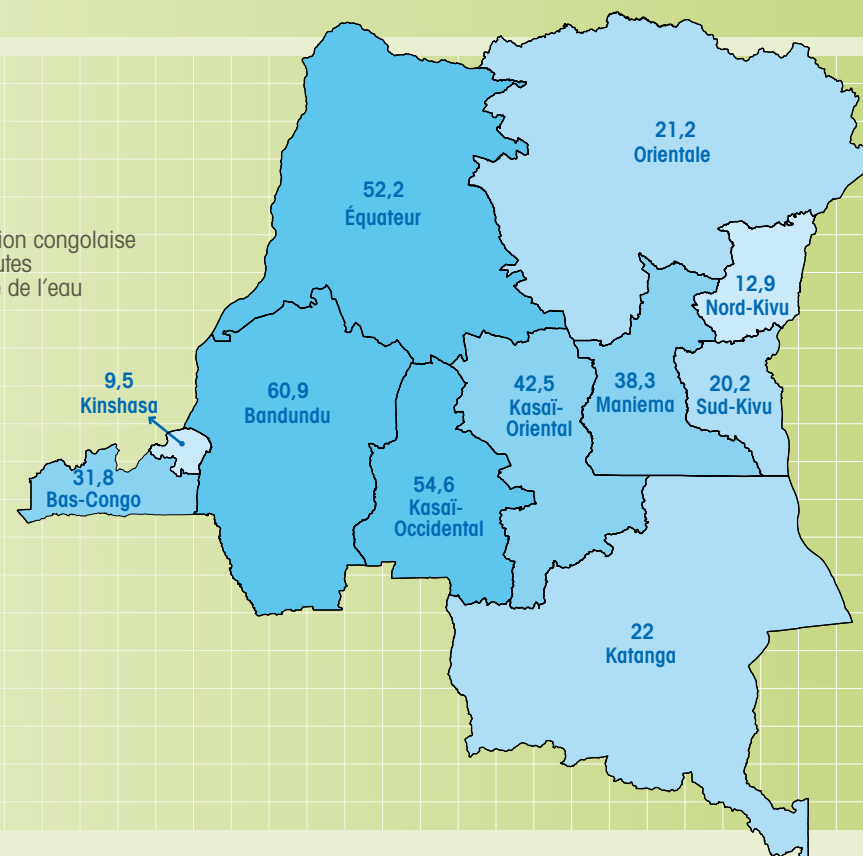 ion congolaise
utes
de l'eau
52,2
Équateur
21,2
Orientale
12,9
Nord-Kivu
9,5
Kinshasa
60,9
Bandundu
42,5
Kasaï-
Oriental
38,3
Maniema
20,2
Sud-Kivu
31,8
Bas-Congo
54,6
Kasaï-
Occidental
22
Katanga